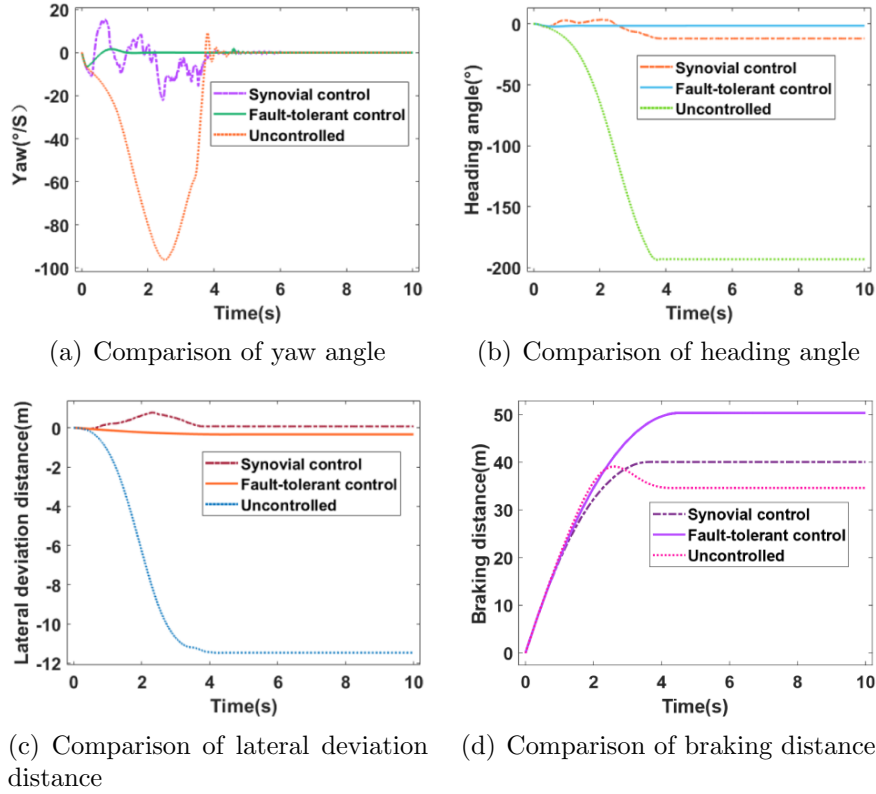 20
0
-20
-40
-60
-80
-100
0 2 4 6 8 10
Yaw(°/S)
Time(s)
Synovial control
Fault-tolerant control
Uncontrolled
(a) Comparison of yaw angle
0
-50
-100
-150
-200
0 2 4 6 8 10
Heading angle(°)
Time(s)
Synovial control
Fault-tolerant control
Uncontrolled
(b) Comparison of heading angle
0
-2
-4
-6
-8
-10
-12
0 2 4 6 8 10
Lateral deviation distance(m)
Time(s)
Synovial control
Fault-tolerant control
Uncontrolled
(c) Comparison of lateral deviation
distance
50
40
30
20
10
0
0 2 4 6 8 10
Braking distance(m)
Time(s)
Synovial control
Fault-tolerant control
Uncontrolled
(d) Comparison of braking distance